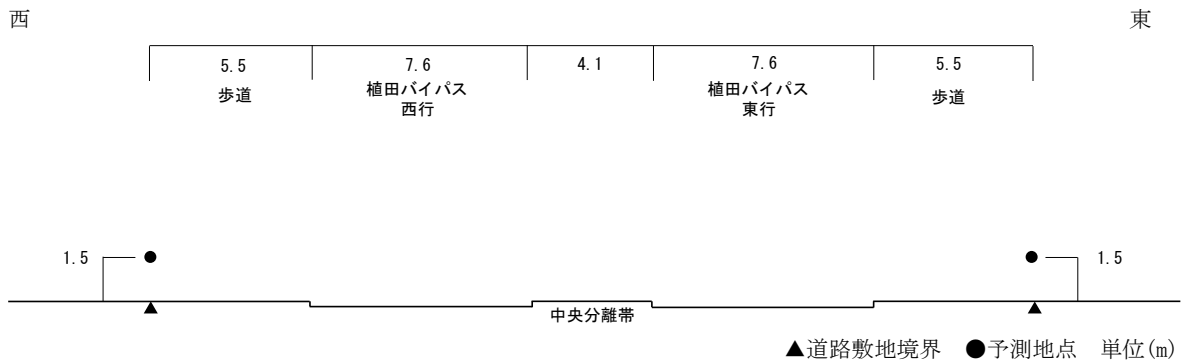 西
東
5.5
7.6
4.1
7.6
5.5
歩道
植田バイパス
西行
植田バイパス
東行
歩道
1.5
1.5
中央分離帯
▲道路敷地境界 ●予測地点 単位(m)